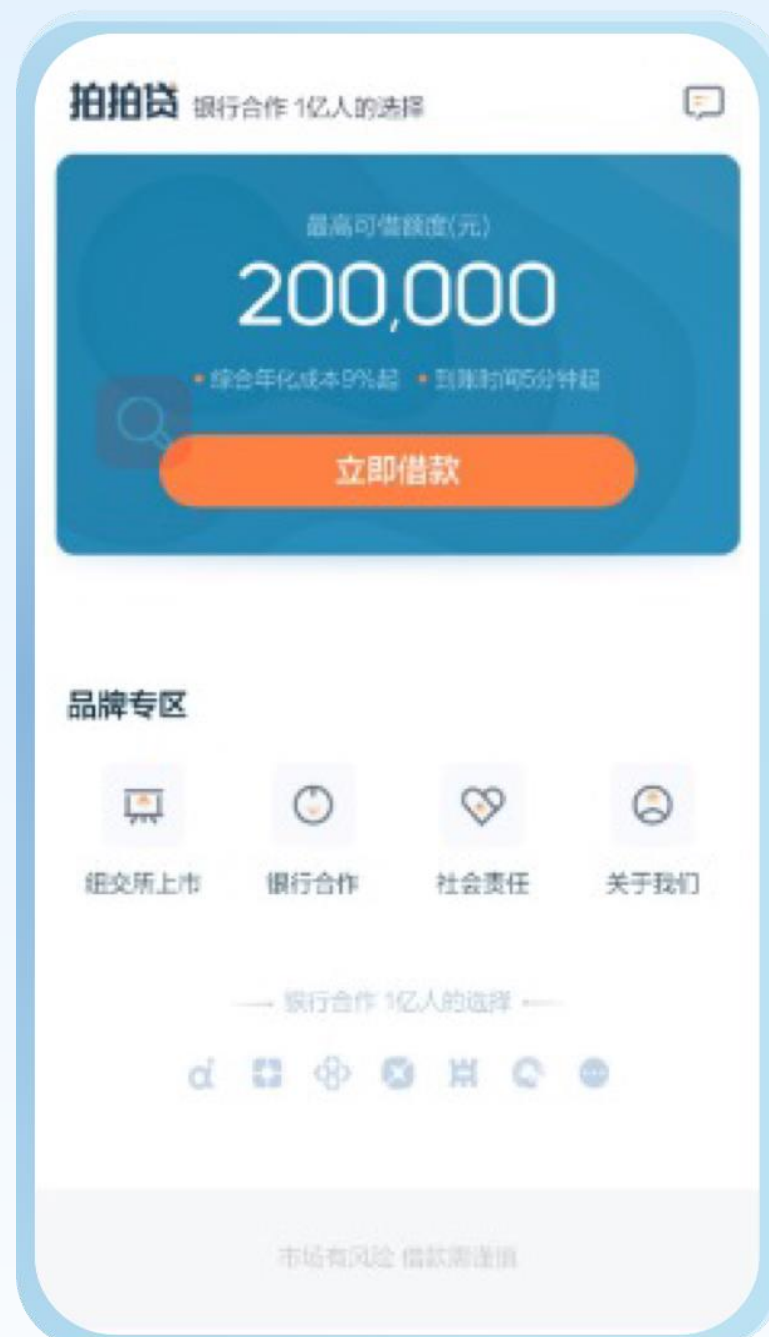 拍拍贷 银行合作 1亿人的选择
最高可借额度(元)
200,000
• 综合年化成本9%起 • 到账时间5分钟起
立即借款
品牌专区
纽交所上市 银行合作 社会责任 关于我们
银行合作 1亿人的选择
市场有风险 借款需谨慎